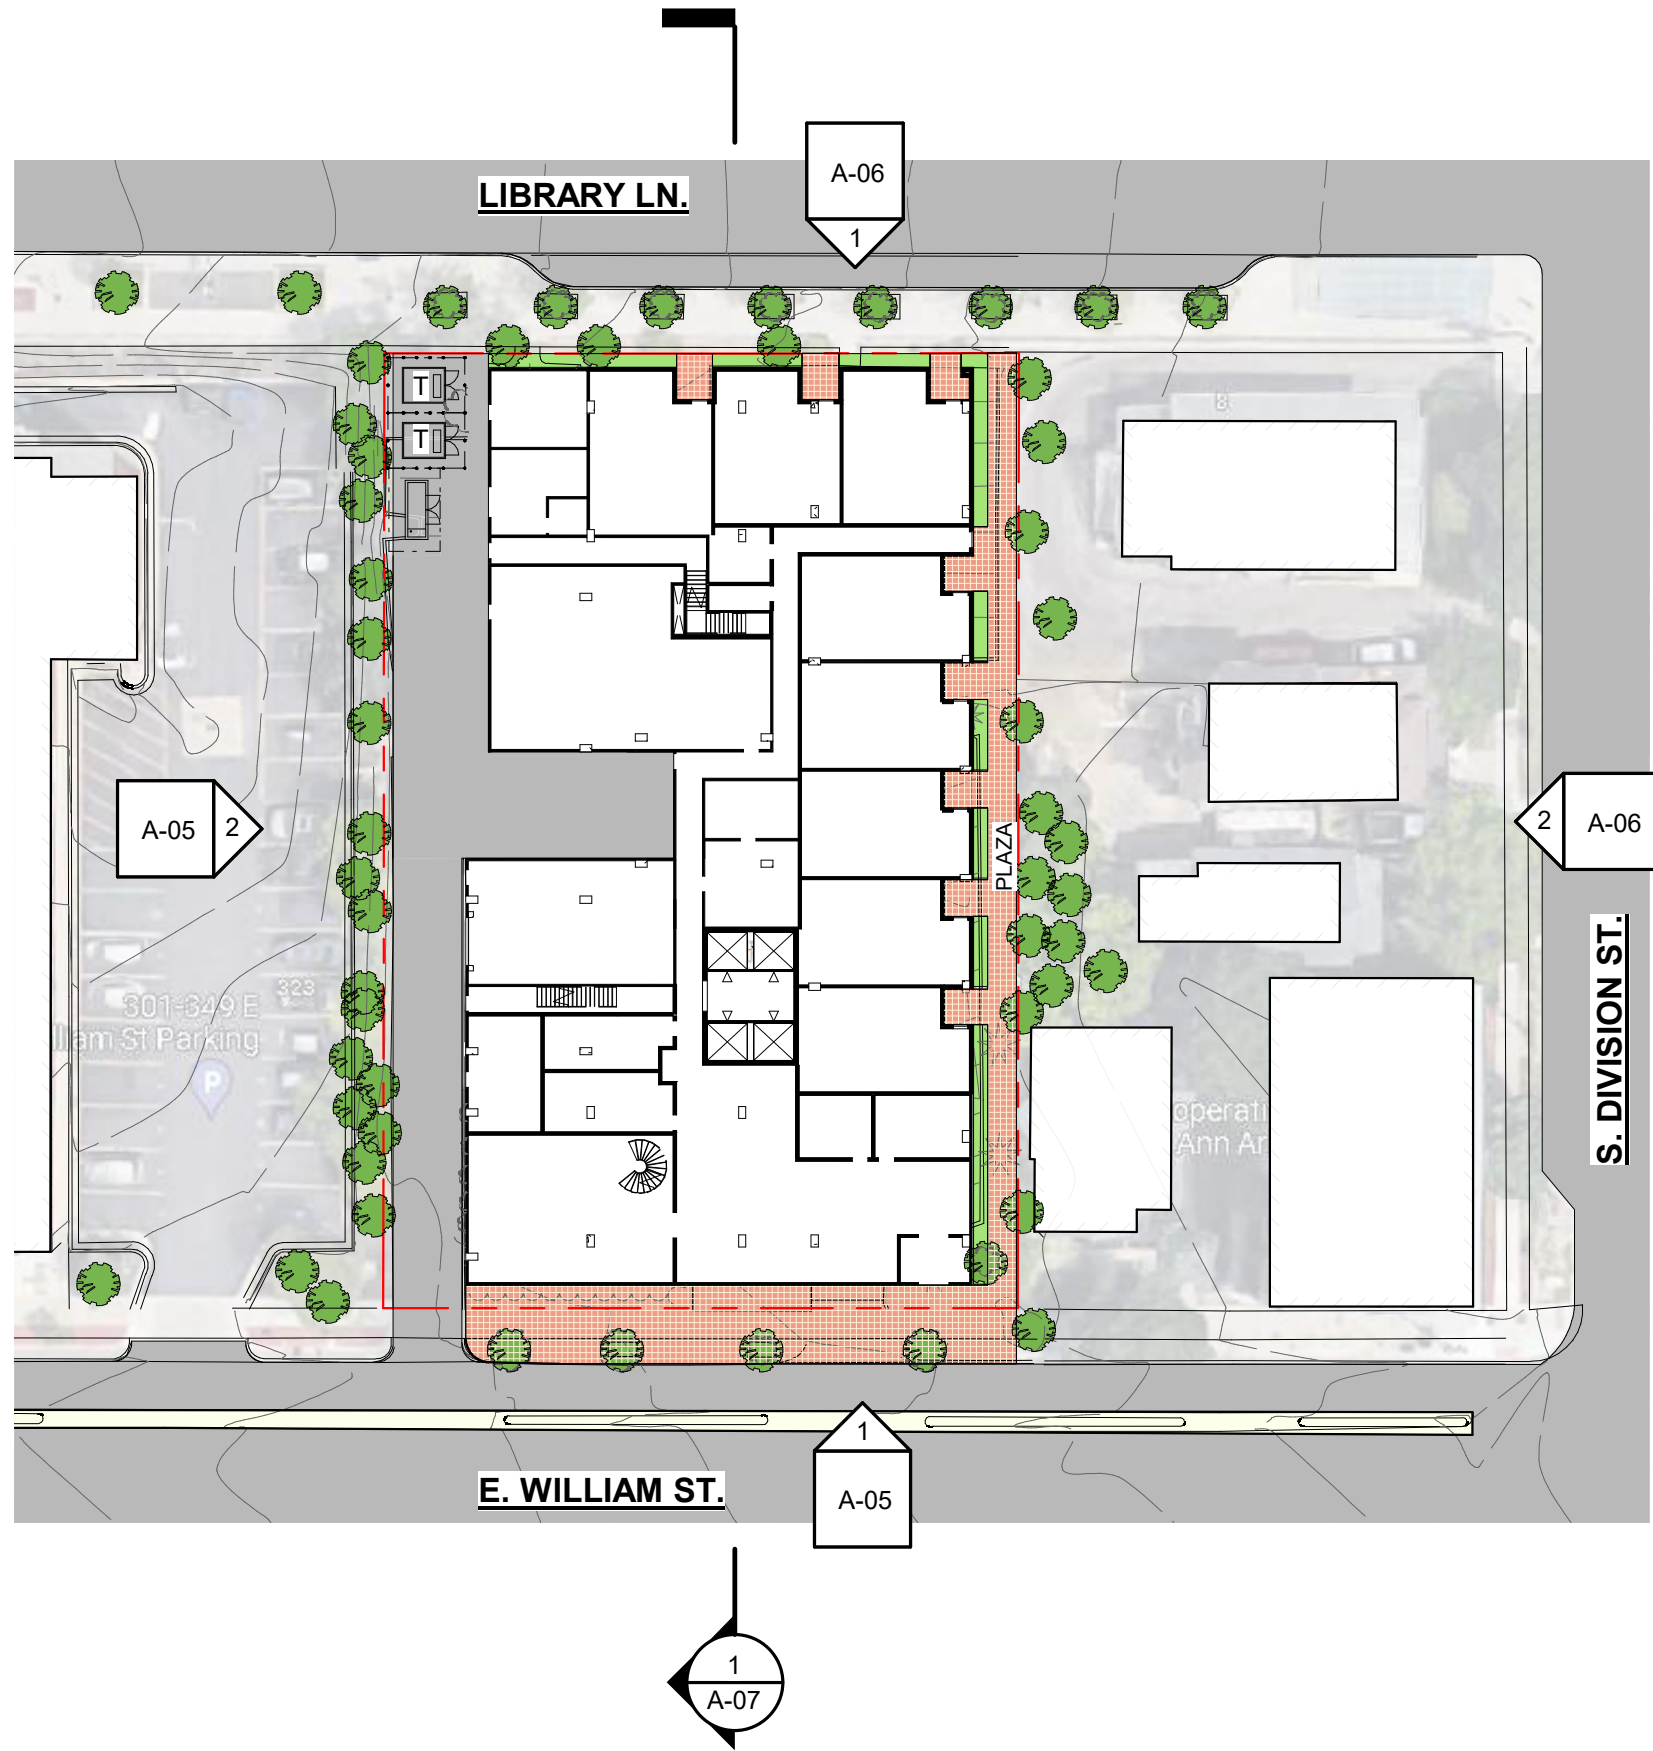 LIBRARY LN.
A-06
1
T
T
A-05
2
PLAZA
2
A-06
S. DIVISION ST.
301-349 E
323
lliam St Parking
P
operati
Ann Ar
1
A-05
E. WILLIAM ST.
1
A-07